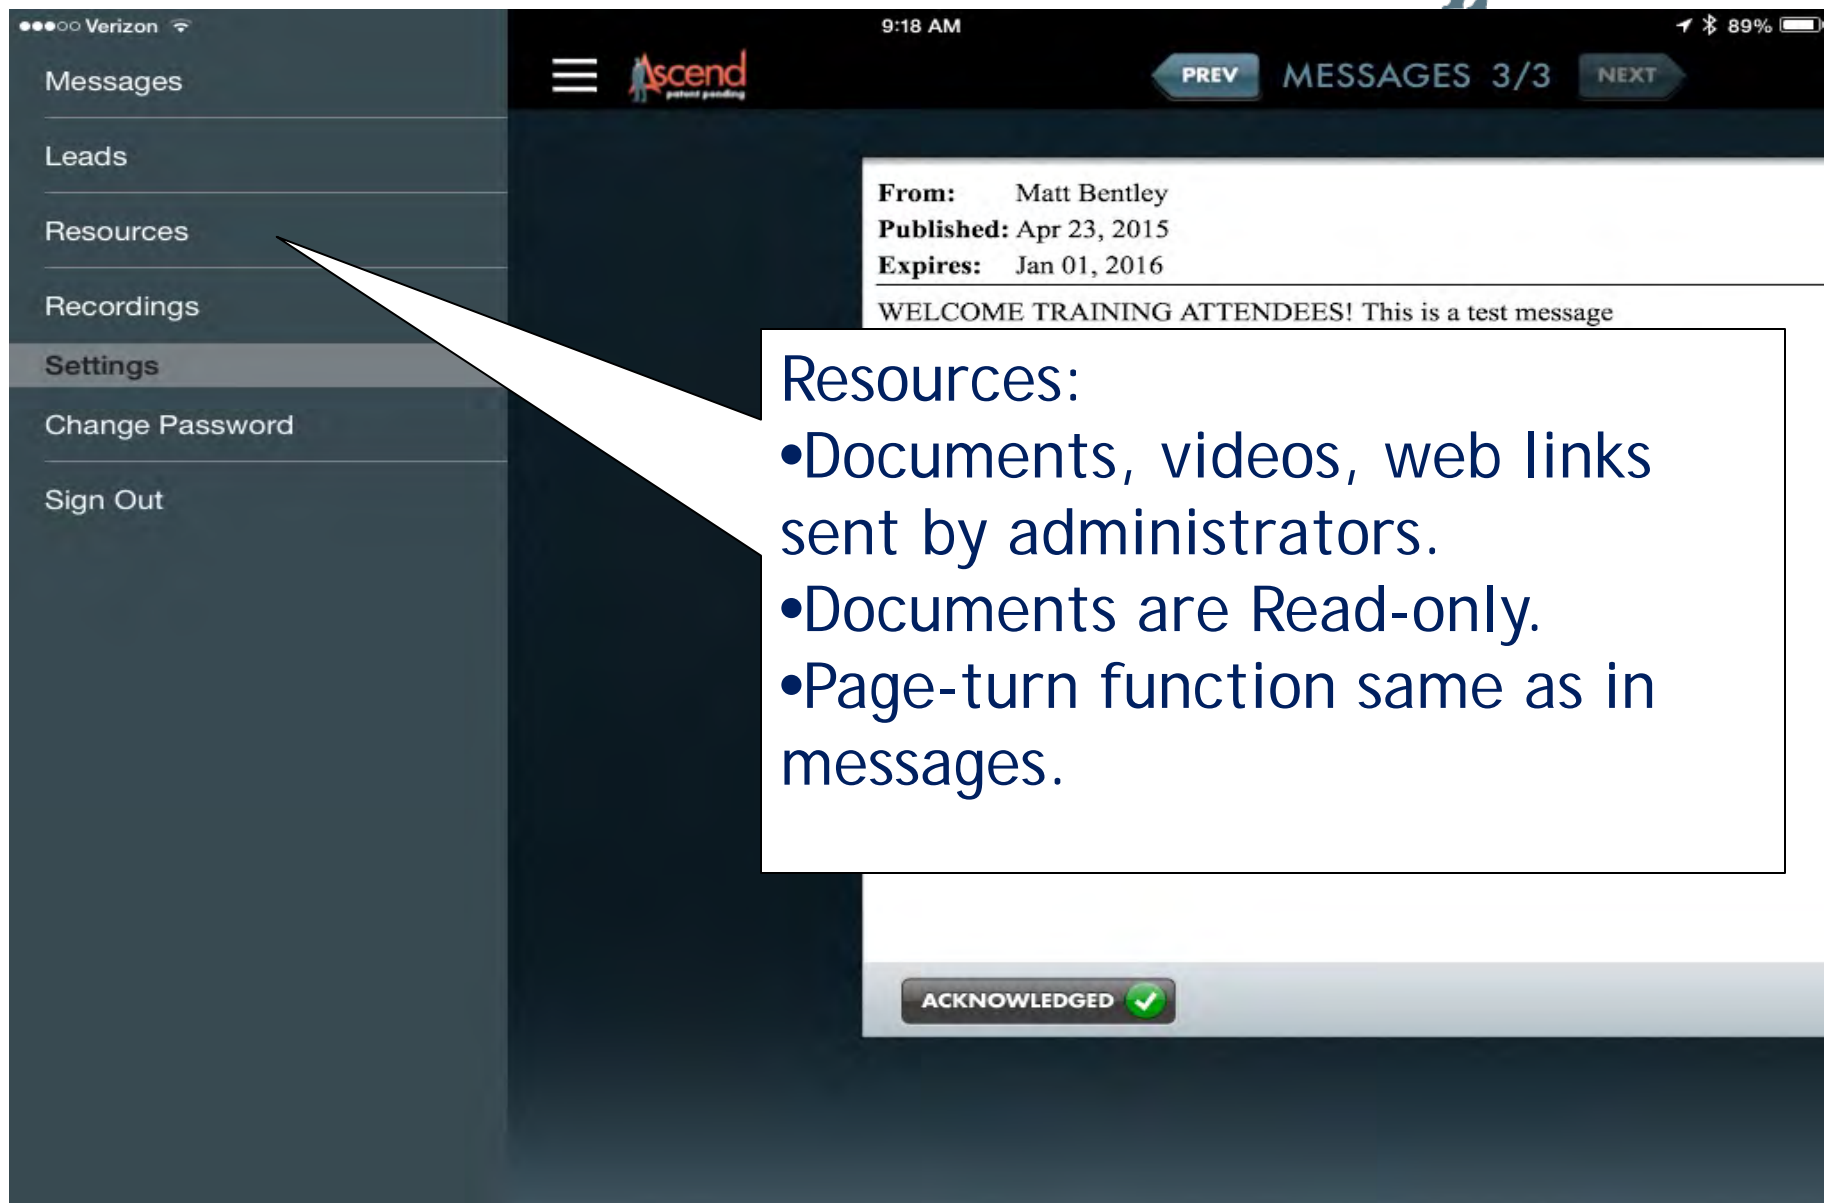 Verizon
9:18 AM
89%
Messages
Leads
Resources
Recordings
Settings
Change Password
Sign Out
Ascend
patent pending
PREV
MESSAGES 3/3
NEXT
From: Matt Bentley
Published: Apr 23, 2015
Expires: Jan 01, 2016
WELCOME TRAINING ATTENDEES! This is a test message
Resources:
•Documents, videos, web links
sent by administrators.
•Documents are Read-only.
•Page-turn function same as in
messages.
ACKNOWLEDGED